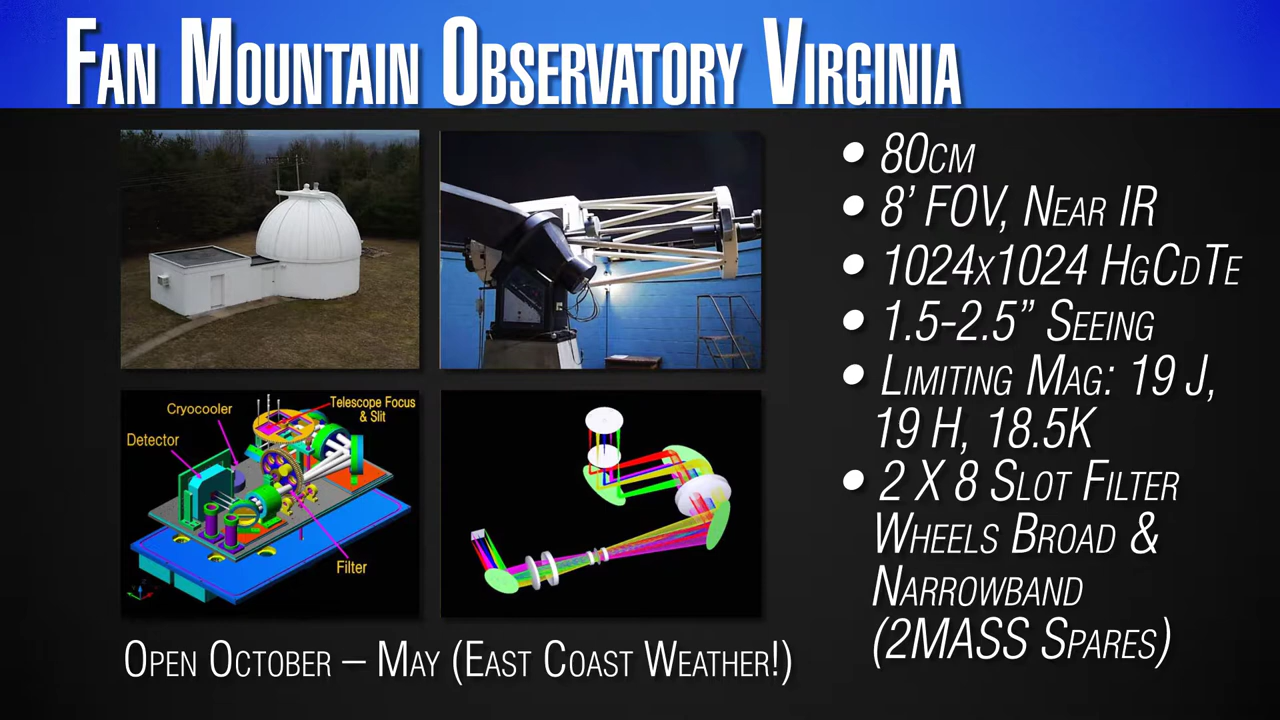 Fan Mountain Observatory Virginia
• 80cm
• 8’ FOV, Near IR
• 1024x1024 HgCdTe
• 1.5-2.5” Seeing
• Limiting Mag: 19 J,
19 H, 18.5K
• 2 X 8 Slot Filter
Wheels Broad &
Narrowband
(2MASS Spares)
Cryocooler
Telescope Focus
& Slit
Detector
Filter
Open October – May (East Coast Weather!)